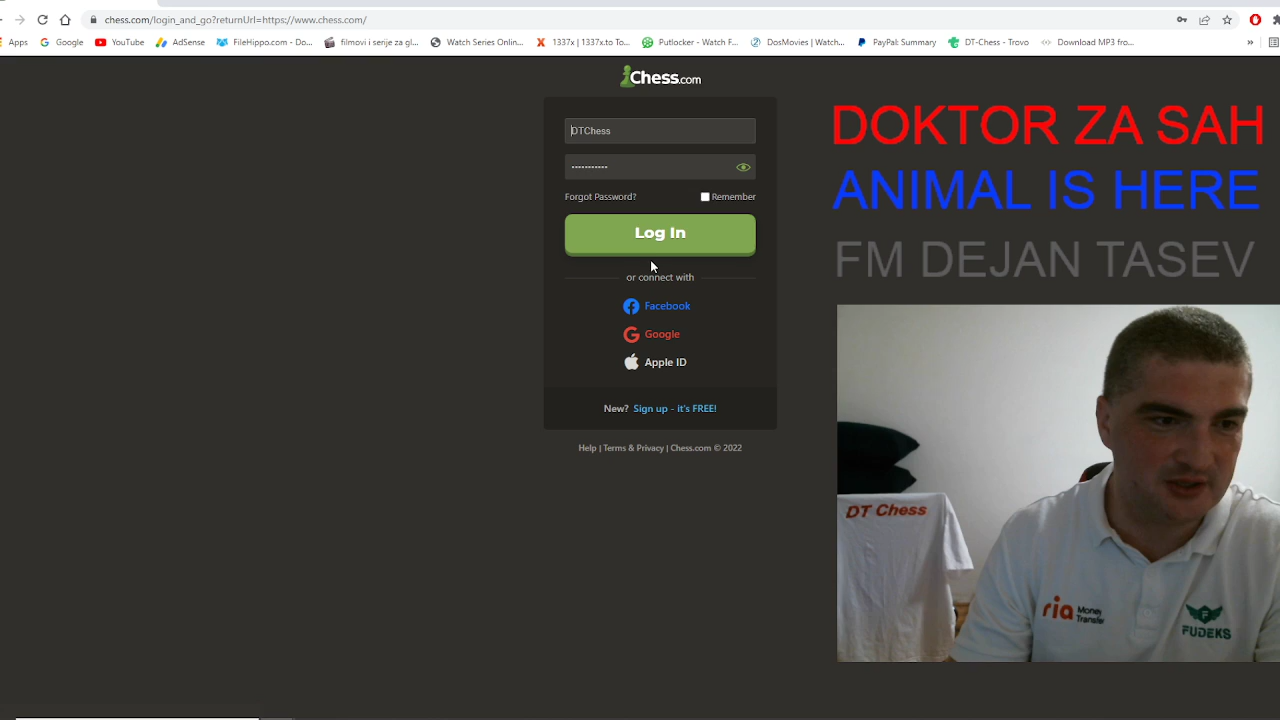 chess.com/login_and_go?returnUrl=https://www.chess.com/
Apps
Google
YouTube
AdSense
FileHippo.com - Do...
filmovi i serije za gl...
Watch Series Onlin...
1337x | 1337x.to To...
Putlocker - Watch F...
DosMovies | Watch...
PayPal: Summary
DT-Chess - Trovo
Download MP3 fro...
»
Chess.com
DTChess
-----------
Forgot Password?
Remember
Log In
or connect with
Facebook
Google
Apple ID
New? Sign up - it's FREE!
Help | Terms & Privacy | Chess.com © 2022
DOKTOR ZA SAH
ANIMAL IS HERE
FM DEJAN TASEV
DT Chess
ria Money
Transfer
F
FUDEKS